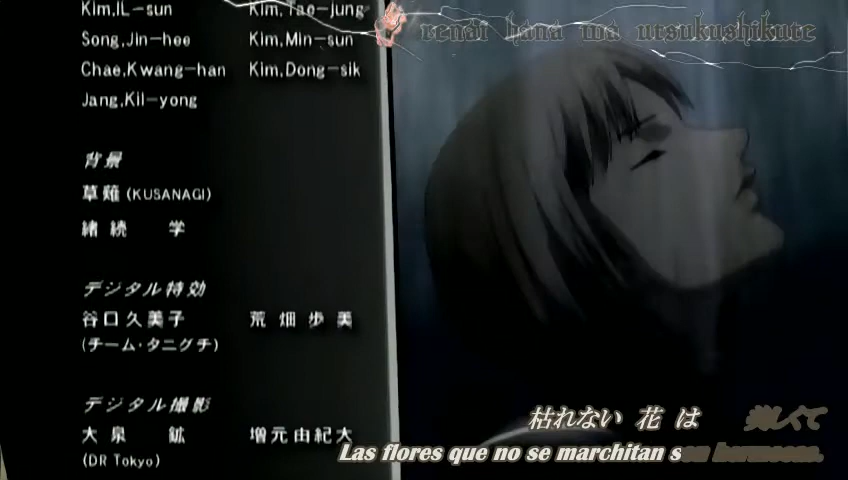 Kim,IL-sun Kim,Tae-jung
Song,Jin-hee Kim,Min-sun
Chae,Kwang-han Kim,Dong-sik
Jang,Kil-yong
背景
草薙 (KUSANAGI)
緒続 学
デジタル特効
谷口久美子 荒畑歩美
(チーム・タニグチ)
デジタル撮影
大泉 鉱 増元由紀大
(DR Tokyo)
renai hana wa utsukushikute
枯れない 花 は 美しくて
Las flores que no se marchitan son hermosas.